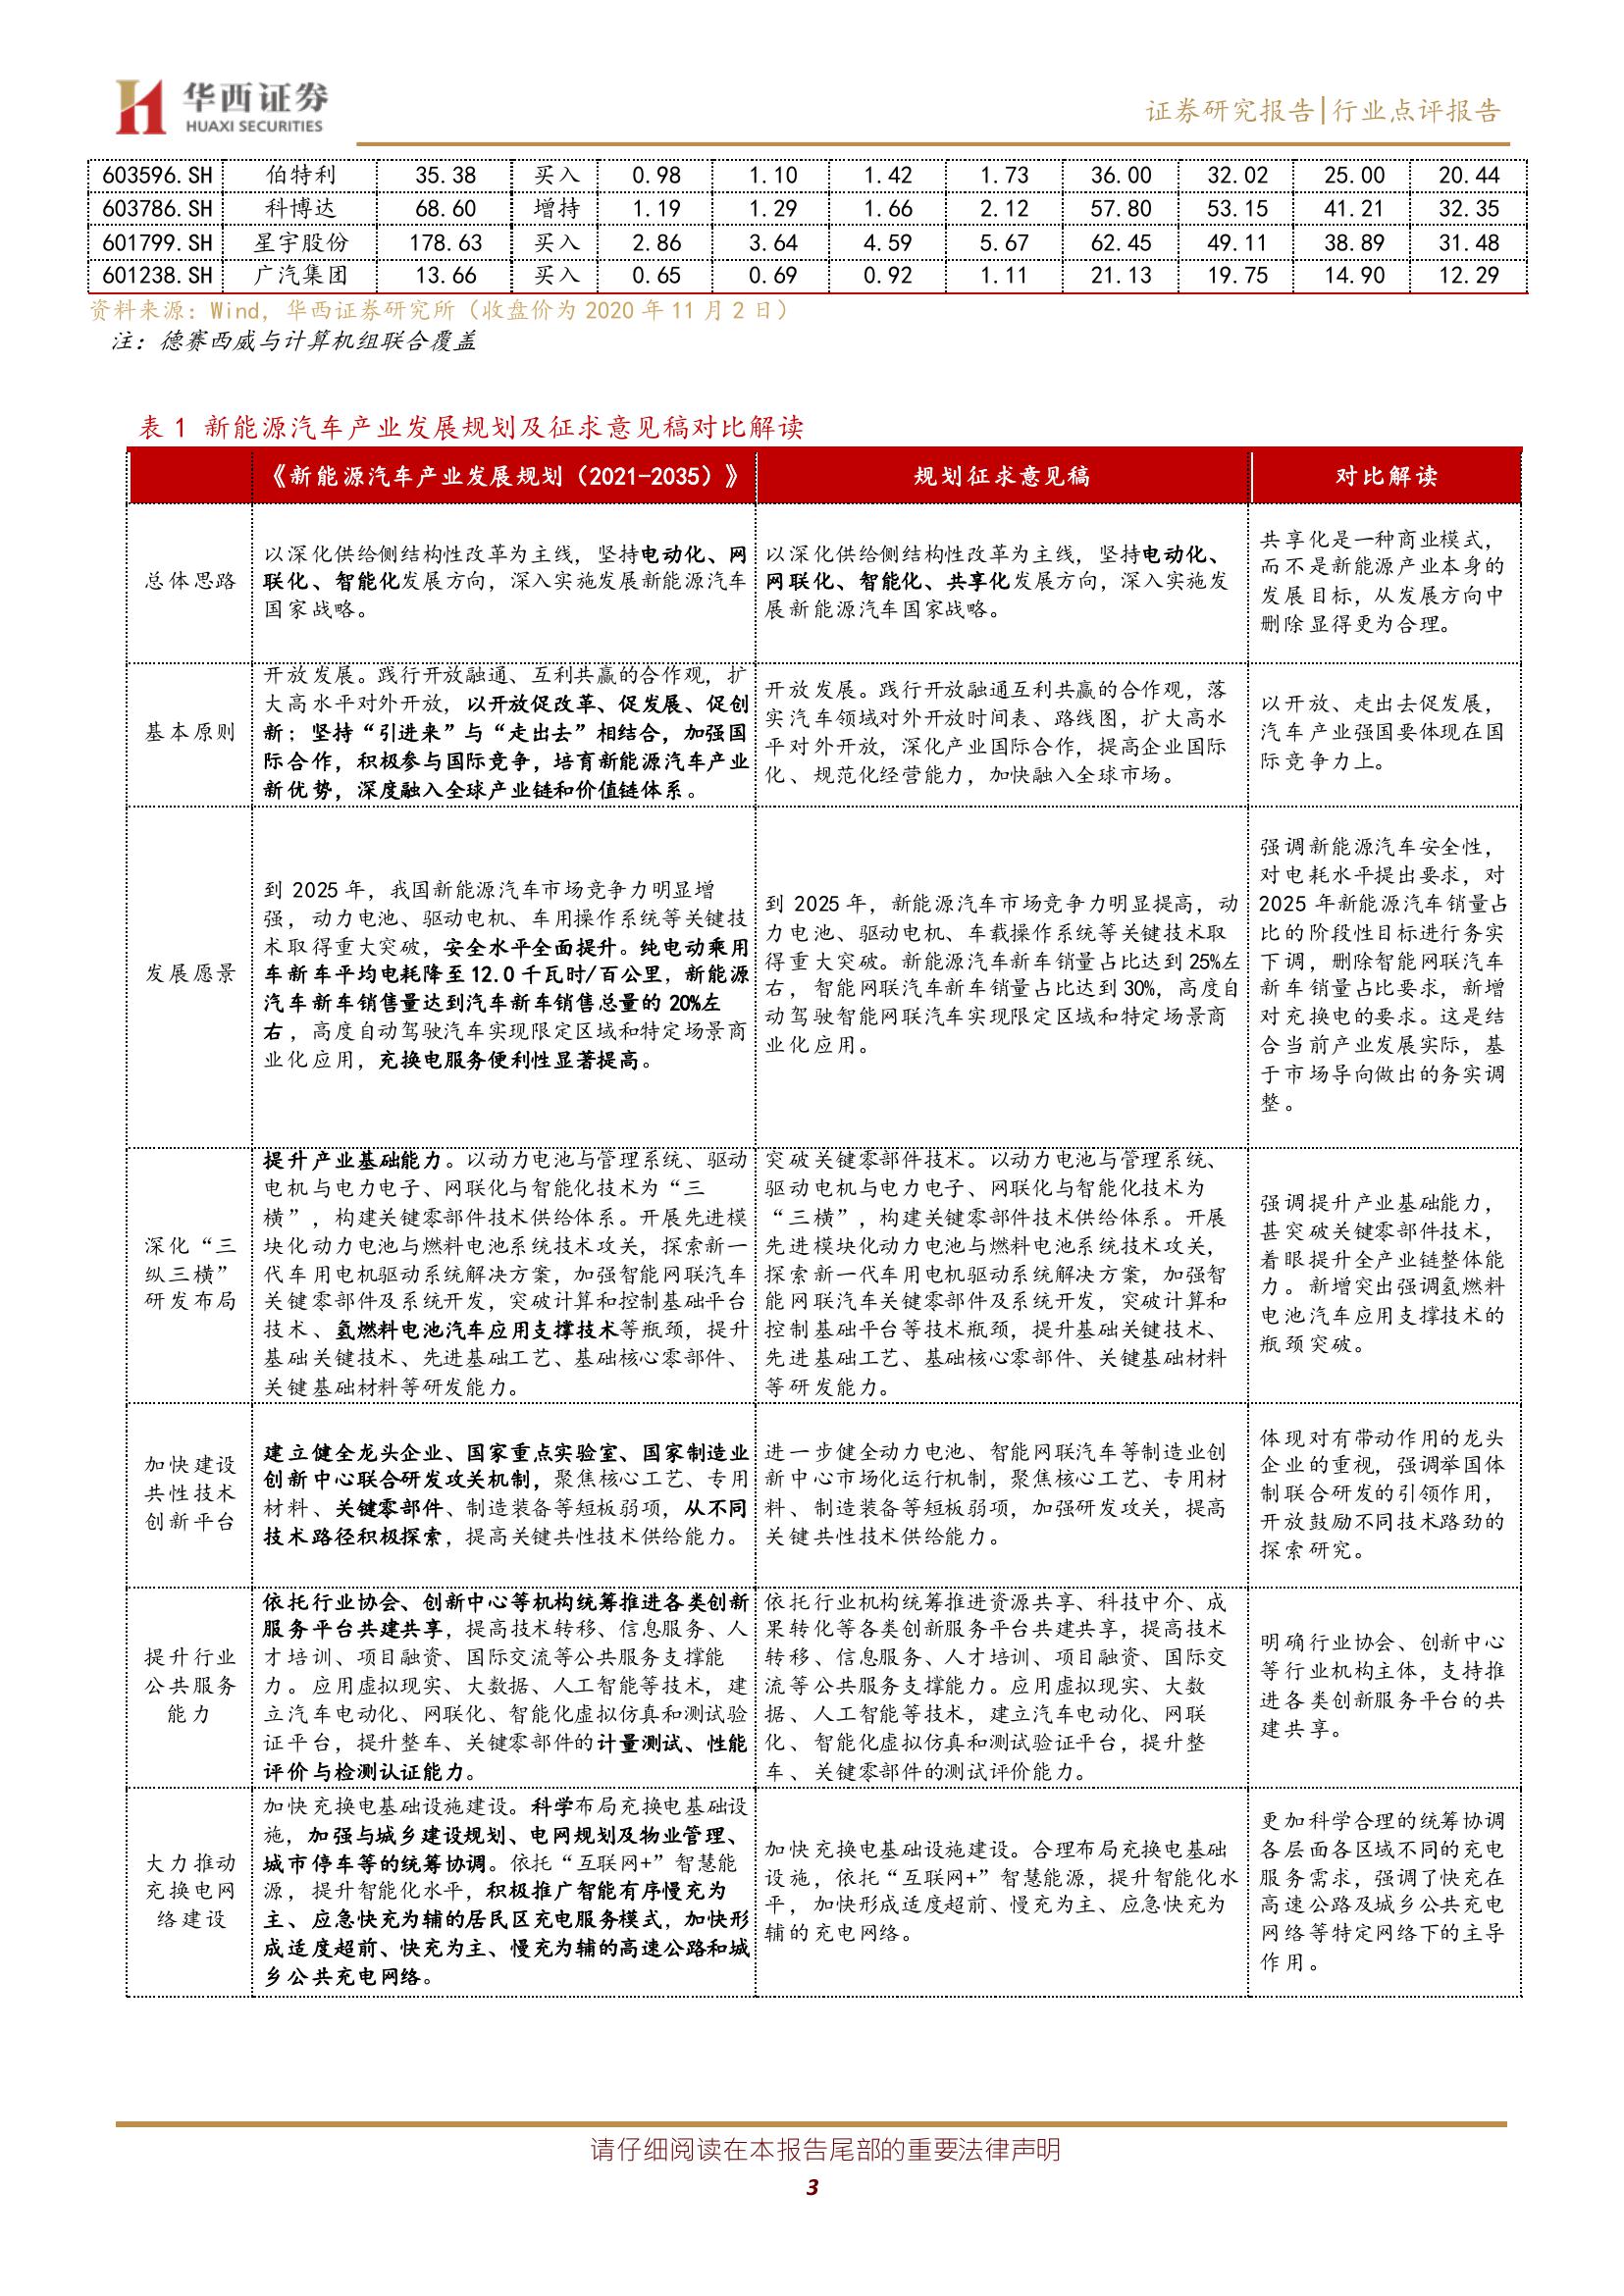 华西证券
HUAXI SECURITIES
证券研究报告|行业点评报告
603596.SH 伯特利 35.38 买入 0.98 1.10 1.42 1.73 36.00 32.02 25.00 20.44
603786.SH 科博达 68.60 增持 1.19 1.29 1.66 2.12 57.80 53.15 41.21 32.35
601799.SH 星宇股份 178.63 买入 2.86 3.64 4.59 5.67 62.45 49.11 38.89 31.48
601238.SH 广汽集团 13.66 买入 0.65 0.69 0.92 1.11 21.13 19.75 14.90 12.29
资料来源：Wind，华西证券研究所（收盘价为 2020 年 11 月 2 日）
注：德赛西威与计算机组联合覆盖
表 1 新能源汽车产业发展规划及征求意见稿对比解读
《新能源汽车产业发展规划（2021-2035）》 规划征求意见稿 对比解读
总体思路
以深化供给侧结构性改革为主线，坚持电动化、网
联化、智能化发展方向，深入实施发展新能源汽车
国家战略。
以深化供给侧结构性改革为主线，坚持电动化、
网联化、智能化、共享化发展方向，深入实施发
展新能源汽车国家战略。
共享化是一种商业模式，
而不是新能源产业本身的
发展目标，从发展方向中
删除显得更为合理。
基本原则
开放发展。践行开放融通、互利共赢的合作观，扩
大高水平对外开放，以开放促改革、促发展、促创
新；坚持“引进来”与“走出去”相结合，加强国
际合作，积极参与国际竞争，培育新能源汽车产业
新优势，深度融入全球产业链和价值链体系。
开放发展。践行开放融通互利共赢的合作观，落
实汽车领域对外开放时间表、路线图，扩大高水
平对外开放，深化产业国际合作，提高企业国际
化、规范化经营能力，加快融入全球市场。
以开放、走出去促发展，
汽车产业强国要体现在国
际竞争力上。
发展愿景
到 2025 年，我国新能源汽车市场竞争力明显增
强，动力电池、驱动电机、车用操作系统等关键技
术取得重大突破，安全水平全面提升。纯电动乘用
车新车平均电耗降至 12.0 千瓦时/百公里，新能源
汽车新车销售量达到汽车新车销售总量的 20%左
右，高度自动驾驶汽车实现限定区域和特定场景商
业化应用，充换电服务便利性显著提高。
到 2025 年，新能源汽车市场竞争力明显提高，动
力电池、驱动电机、车载操作系统等关键技术取
得重大突破。新能源汽车新车销量占比达到 25%左
右，智能网联汽车新车销量占比达到 30%，高度自
动驾驶智能网联汽车实现限定区域和特定场景商
业化应用。
强调新能源汽车安全性，
对电耗水平提出要求，对
2025 年新能源汽车销量占
比的阶段性目标进行务实
下调，删除智能网联汽车
新车销量占比要求，新增
对充换电的要求。这是结
合当前产业发展实际，基
于市场导向做出的务实调
整。
深化“三
纵三横”
研发布局
提升产业基础能力。以动力电池与管理系统、驱动
电机与电力电子、网联化与智能化技术为“三
横”，构建关键零部件技术供给体系。开展先进模
块化动力电池与燃料电池系统技术攻关，探索新一
代车用电机驱动系统解决方案，加强智能网联汽车
关键零部件及系统开发，突破计算和控制基础平台
技术、氢燃料电池汽车应用支撑技术等瓶颈，提升
基础关键技术、先进基础工艺、基础核心零部件、
关键基础材料等研发能力。
突破关键零部件技术。以动力电池与管理系统、
驱动电机与电力电子、网联化与智能化技术为
“三横”，构建关键零部件技术供给体系。开展
先进模块化动力电池与燃料电池系统技术攻关，
探索新一代车用电机驱动系统解决方案，加强智
能网联汽车关键零部件及系统开发，突破计算和
控制基础平台等技术瓶颈，提升基础关键技术、
先进基础工艺、基础核心零部件、关键基础材料
等研发能力。
强调提升产业基础能力，
甚突破关键零部件技术，
着眼提升全产业链整体能
力。新增突出强调氢燃料
电池汽车应用支撑技术的
瓶颈突破。
加快建设
共性技术
创新平台
建立健全龙头企业、国家重点实验室、国家制造业
创新中心联合研发攻关机制，聚焦核心工艺、专用
材料、关键零部件、制造装备等短板弱项，从不同
技术路径积极探索，提高关键共性技术供给能力。
进一步健全动力电池、智能网联汽车等制造业创
新中心市场化运行机制，聚焦核心工艺、专用材
料、制造装备等短板弱项，加强研发攻关，提高
关键共性技术供给能力。
体现对有带动作用的龙头
企业的重视，强调举国体
制联合研发的引领作用，
开放鼓励不同技术路劲的
探索研究。
提升行业
公共服务
能力
依托行业协会、创新中心等机构统筹推进各类创新
服务平台共建共享，提高技术转移、信息服务、人
才培训、项目融资、国际交流等公共服务支撑能
力。应用虚拟现实、大数据、人工智能等技术，建
立汽车电动化、网联化、智能化虚拟仿真和测试验
证平台，提升整车、关键零部件的计量测试、性能
评价与检测认证能力。
依托行业机构统筹推进资源共享、科技中介、成
果转化等各类创新服务平台共建共享，提高技术
转移、信息服务、人才培训、项目融资、国际交
流等公共服务支撑能力。应用虚拟现实、大数
据、人工智能等技术，建立汽车电动化、网联
化、智能化虚拟仿真和测试验证平台，提升整
车、关键零部件的测试评价能力。
明确行业协会、创新中心
等行业机构主体，支持推
进各类创新服务平台的共
建共享。
大力推动
充换电网
络建设
加快充换电基础设施建设。科学布局充换电基础设
施，加强与城乡建设规划、电网规划及物业管理、
城市停车等的统筹协调。依托“互联网+”智慧能
源，提升智能化水平，积极推广智能有序慢充为
主、应急快充为辅的居民区充电服务模式，加快形
成适度超前、快充为主、慢充为辅的高速公路和城
乡公共充电网络。
加快充换电基础设施建设。合理布局充换电基础
设施，依托“互联网+”智慧能源，提升智能化水
平，加快形成适度超前、慢充为主、应急快充为
辅的充电网络。
更加科学合理的统筹协调
各层面各区域不同的充电
服务需求，强调了快充在
高速公路及城乡公共充电
网络等特定网络下的主导
作用。
请仔细阅读在本报告尾部的重要法律声明
3